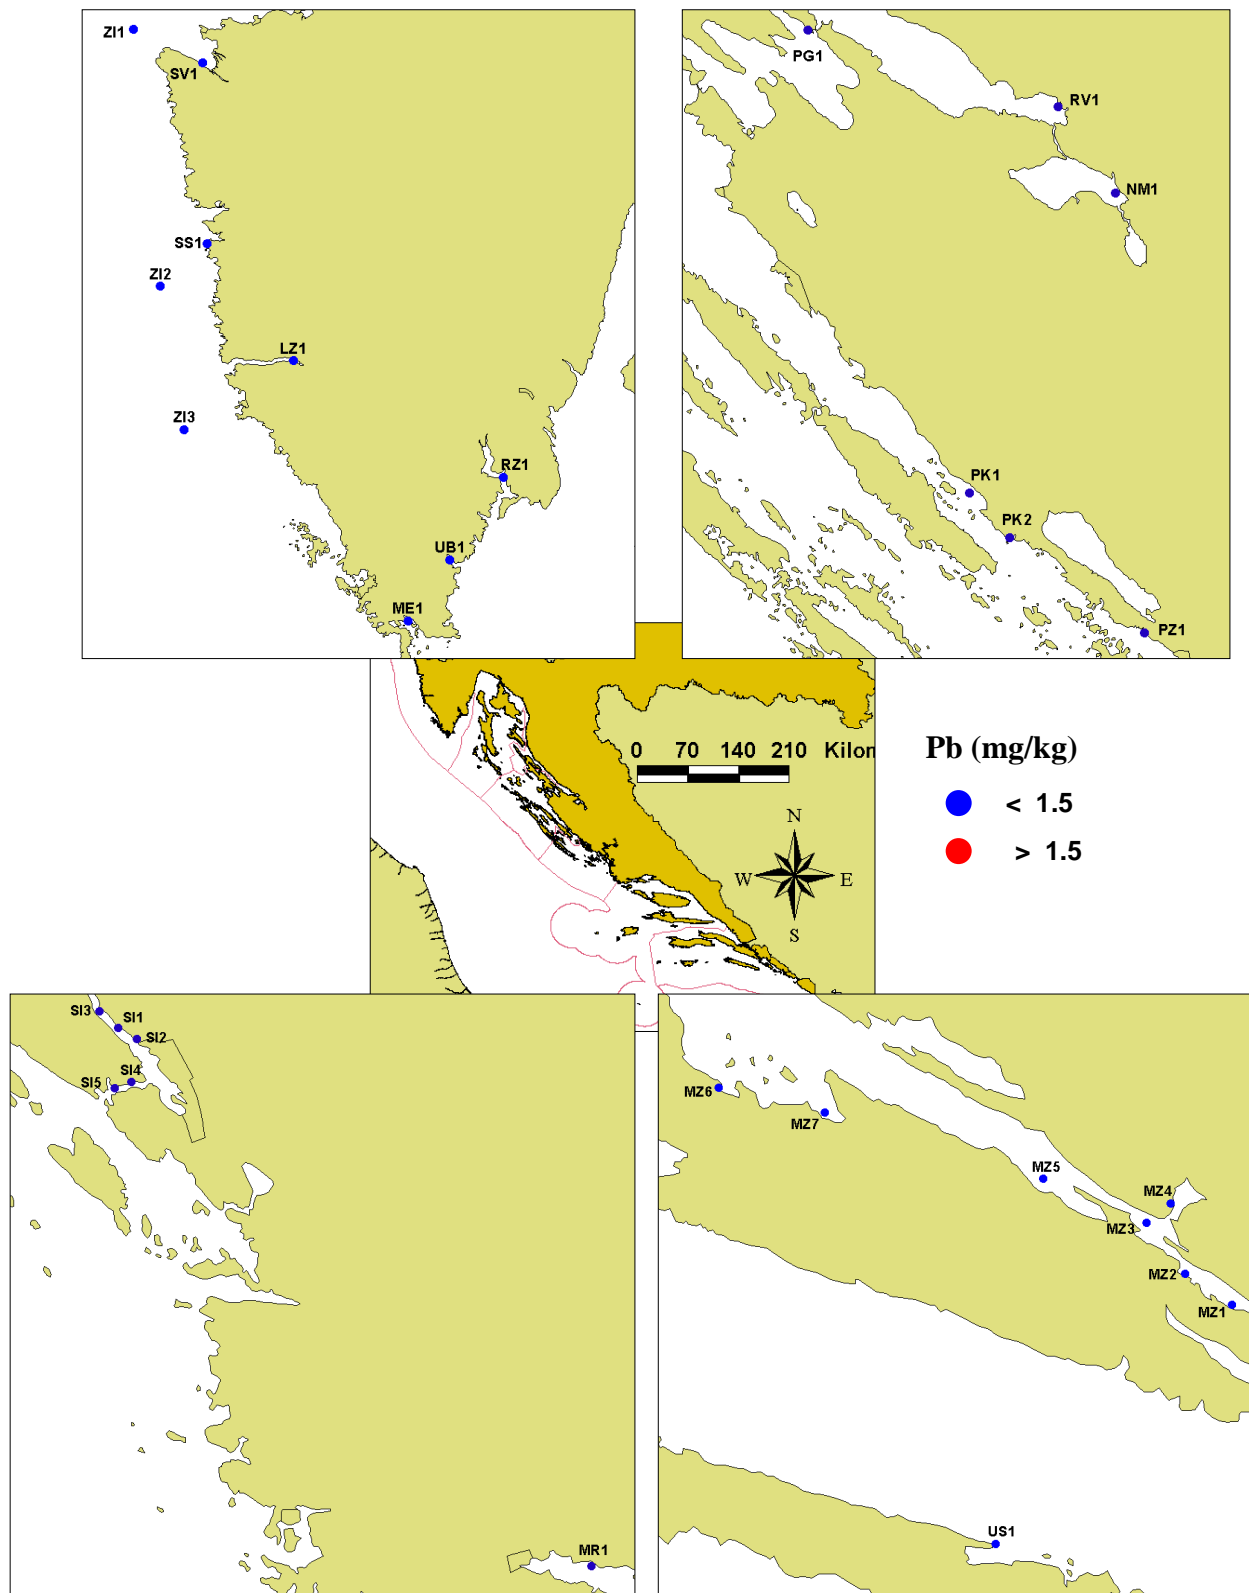 ZI1
SV1
SS1
ZI2
LZ1
ZI3
RZ1
UB1
ME1
PG1
RV1
NM1
PK1
PK2
PZ1
0 70 140 210 Kilom
N
W E
S
Pb (mg/kg)
< 1.5
> 1.5
SI3
SI1
SI2
SI4
SI5
MR1
MZ6
MZ7
MZ5
MZ4
MZ3
MZ2
MZ1
US1